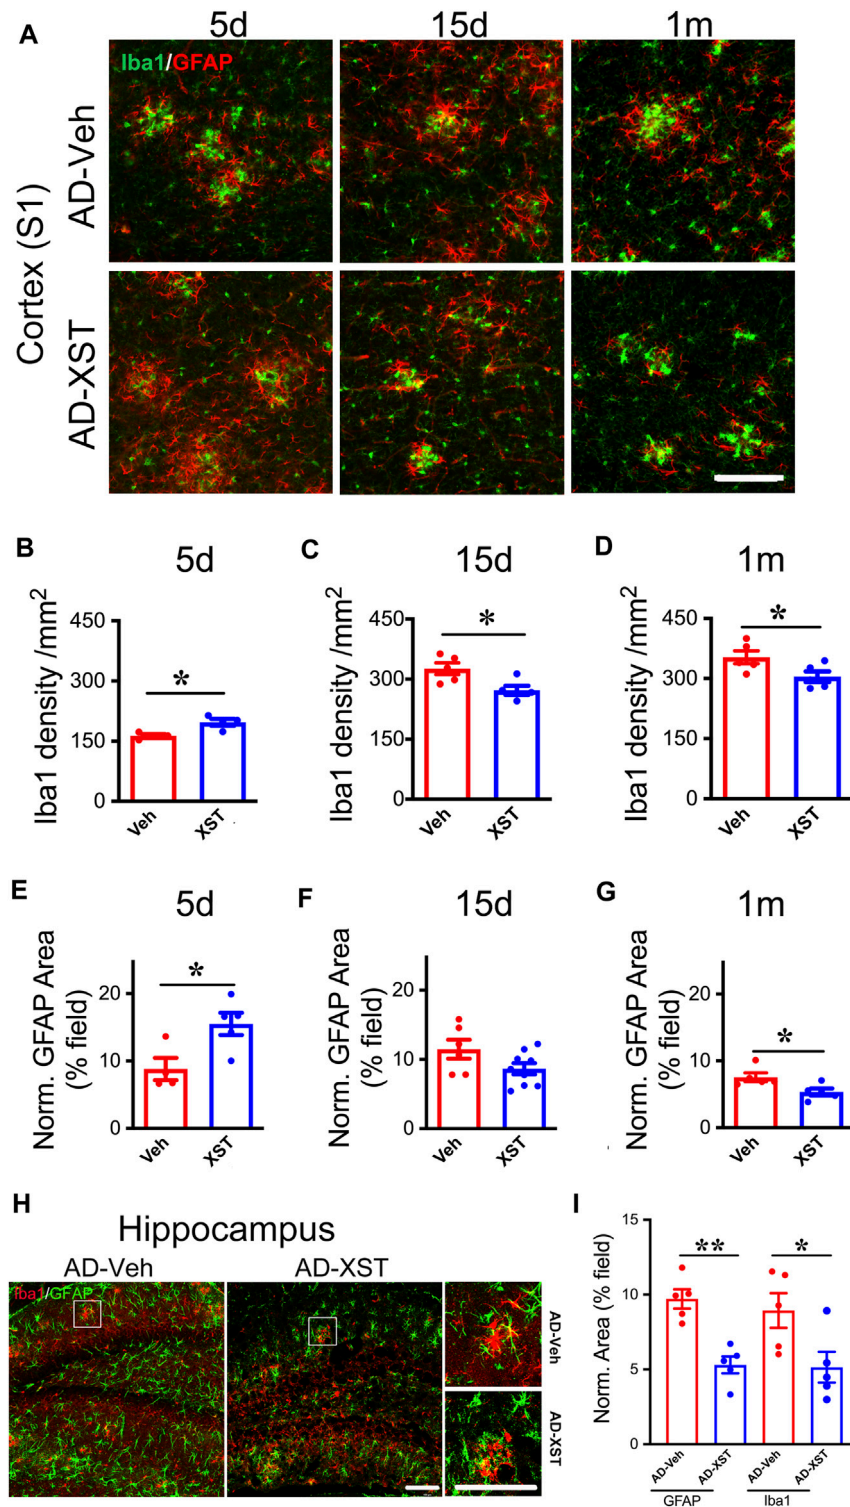 A
5d 15d 1m
Iba1/GFAP
Cortex (S1)
AD-Veh
AD-XST
B
5d
Iba1 density /mm²
450
300
150
0
Veh XST
*
C
15d
Iba1 density /mm²
450
300
150
0
Veh XST
*
D
1m
Iba1 density /mm²
450
300
150
0
Veh XST
*
E
5d
Norm. GFAP Area
(% field)
20
10
0
Veh XST
*
F
15d
Norm. GFAP Area
(% field)
20
10
0
Veh XST
G
1m
Norm. GFAP Area
(% field)
20
10
0
Veh XST
*
H
Hippocampus
AD-Veh AD-XST
Iba1/GFAP
AD-Veh
AD-XST
I
Norm. Area (% field)
15
10
5
0
** *
AD-Veh AD-XST AD-Veh AD-XST
GFAP Iba1